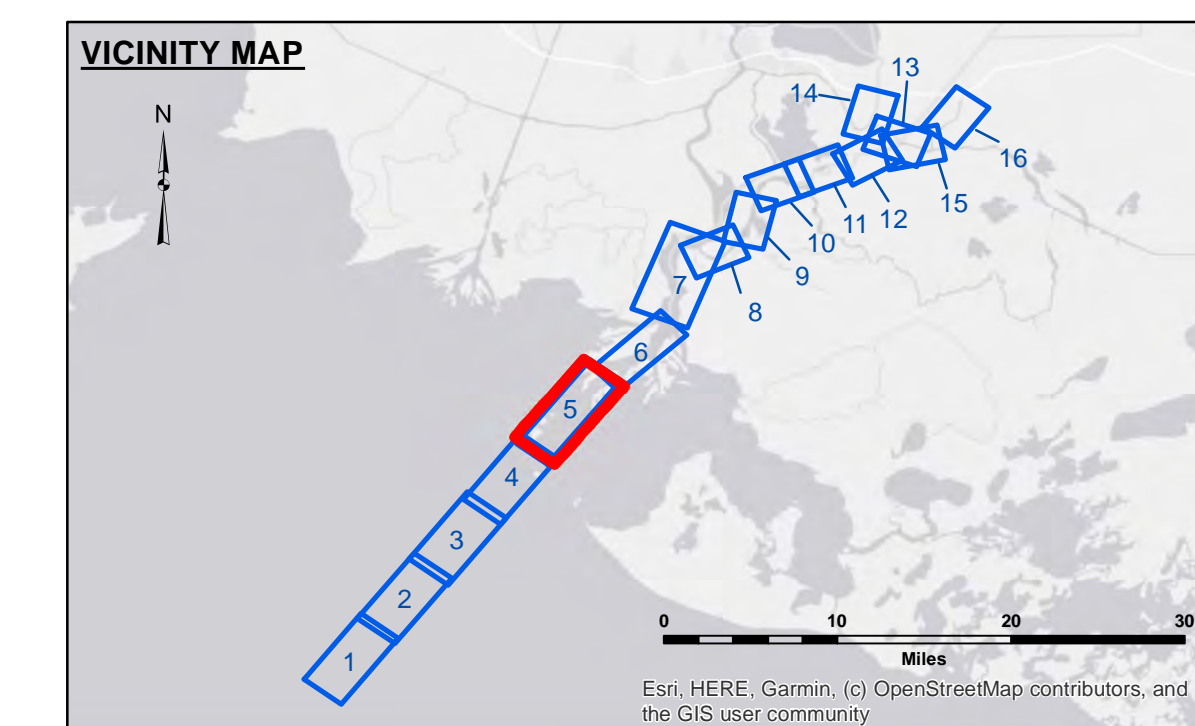 VICINITY MAP
N
13
14
16
15
12
11
10
9
7
8
6
5
4
3
2
1
0 10 20 30
Miles
Esri, HERE, Garmin, (c) OpenStreetMap contributors, and
the GIS user community